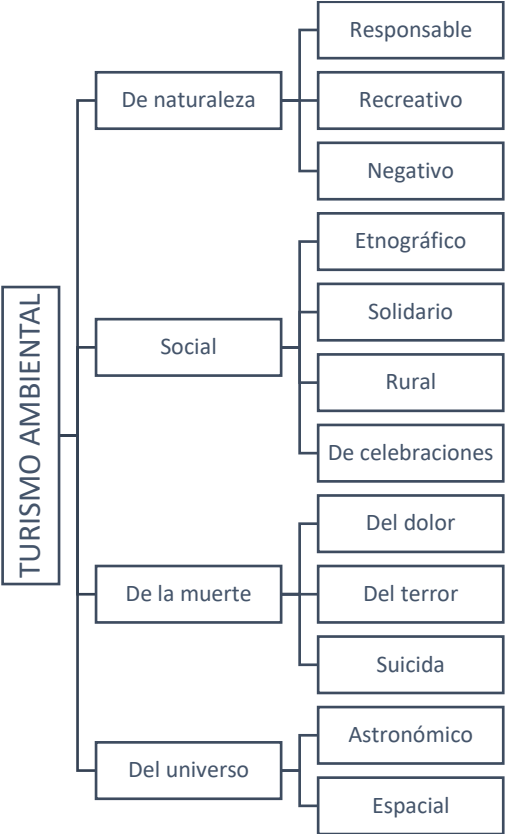 TURISMO AMBIENTAL
De naturaleza
Responsable
Recreativo
Negativo
Social
Etnográfico
Solidario
Rural
De celebraciones
De la muerte
Del dolor
Del terror
Suicida
Del universo
Astronómico
Espacial